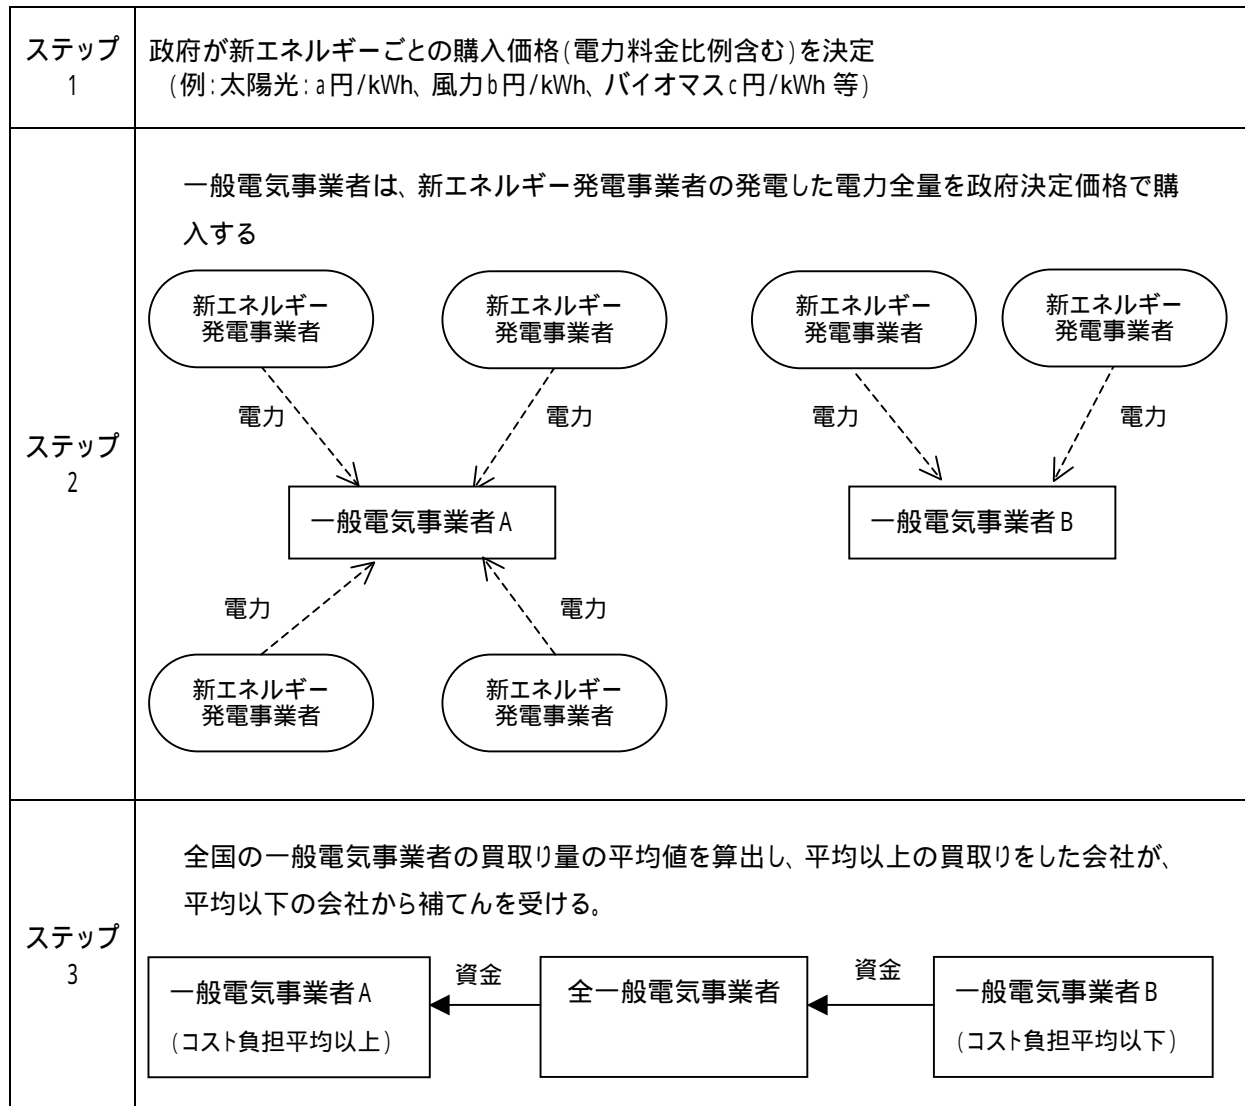 ステップ
1
政府が新エネルギーごとの購入価格(電力料金比例含む)を決定
(例:太陽光:a円/kWh、風力b円/kWh、バイオマスc円/kWh 等)
ステップ
2
一般電気事業者は、新エネルギー発電事業者の発電した電力全量を政府決定価格で購
入する
新エネルギー
発電事業者
新エネルギー
発電事業者
新エネルギー
発電事業者
新エネルギー
発電事業者
電力
電力
電力
電力
一般電気事業者A
一般電気事業者B
電力
電力
新エネルギー
発電事業者
新エネルギー
発電事業者
ステップ
3
全国の一般電気事業者の買取り量の平均値を算出し、平均以上の買取りをした会社が、
平均以下の会社から補てんを受ける。
一般電気事業者A
(コスト負担平均以上)
資金
全一般電気事業者
資金
一般電気事業者B
(コスト負担平均以下)